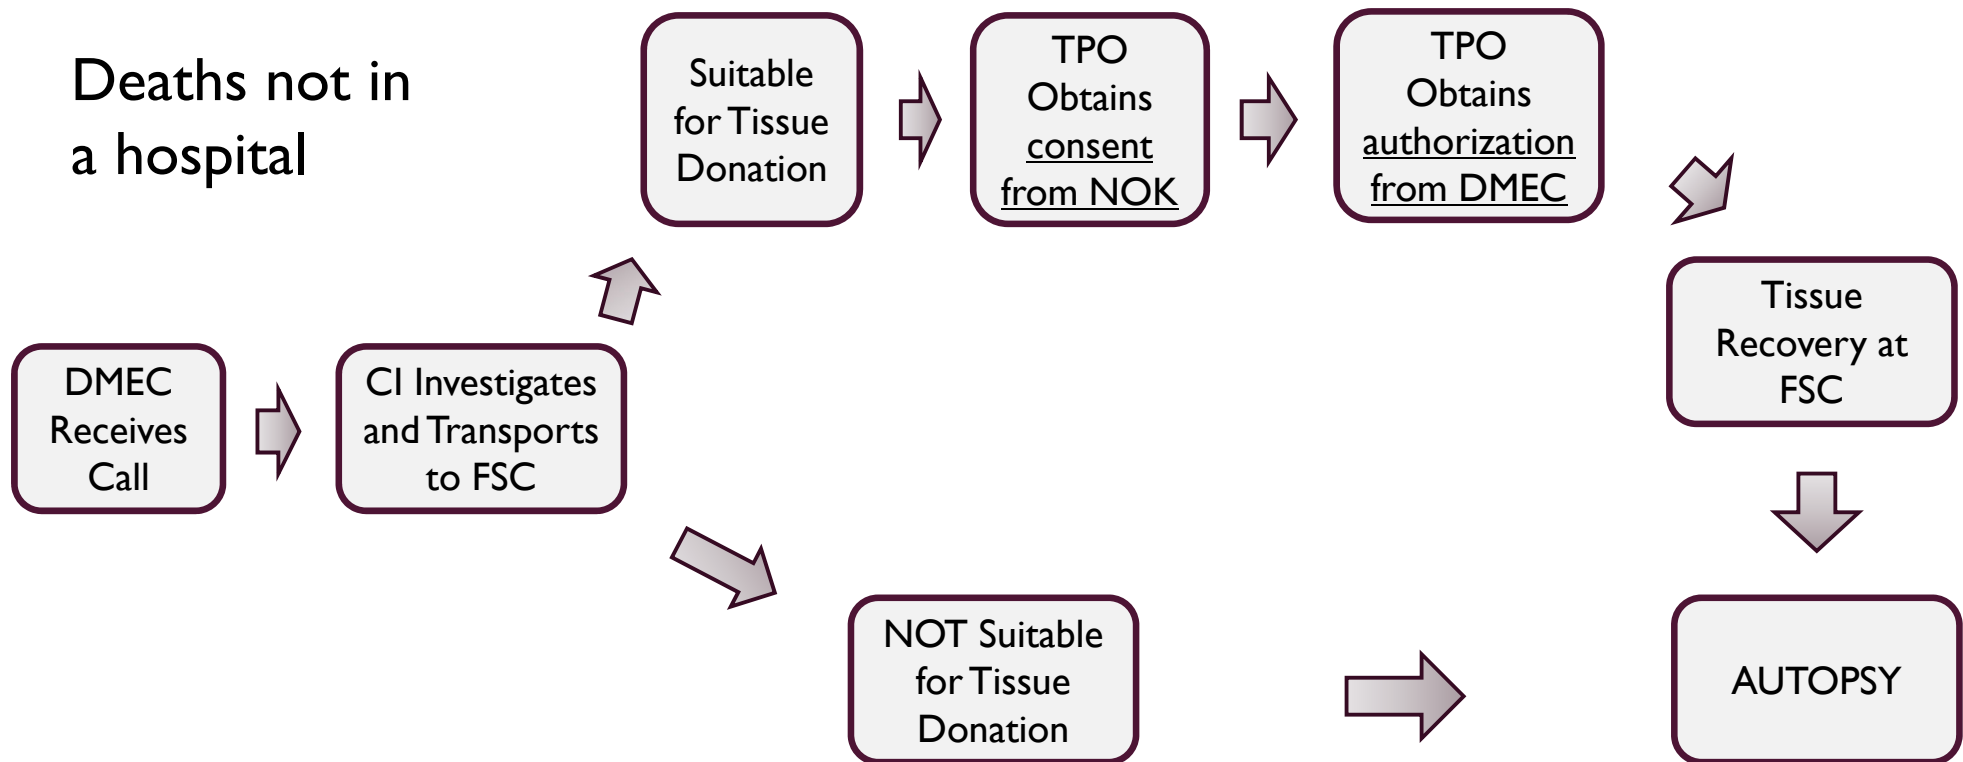 Deaths not in
a hospital
DMEC
Receives
Call
CI Investigates
and Transports
to FSC
Suitable
for Tissue
Donation
TPO
Obtains
consent
from NOK
TPO
Obtains
authorization
from DMEC
Tissue
Recovery at
FSC
NOT Suitable
for Tissue
Donation
AUTOPSY